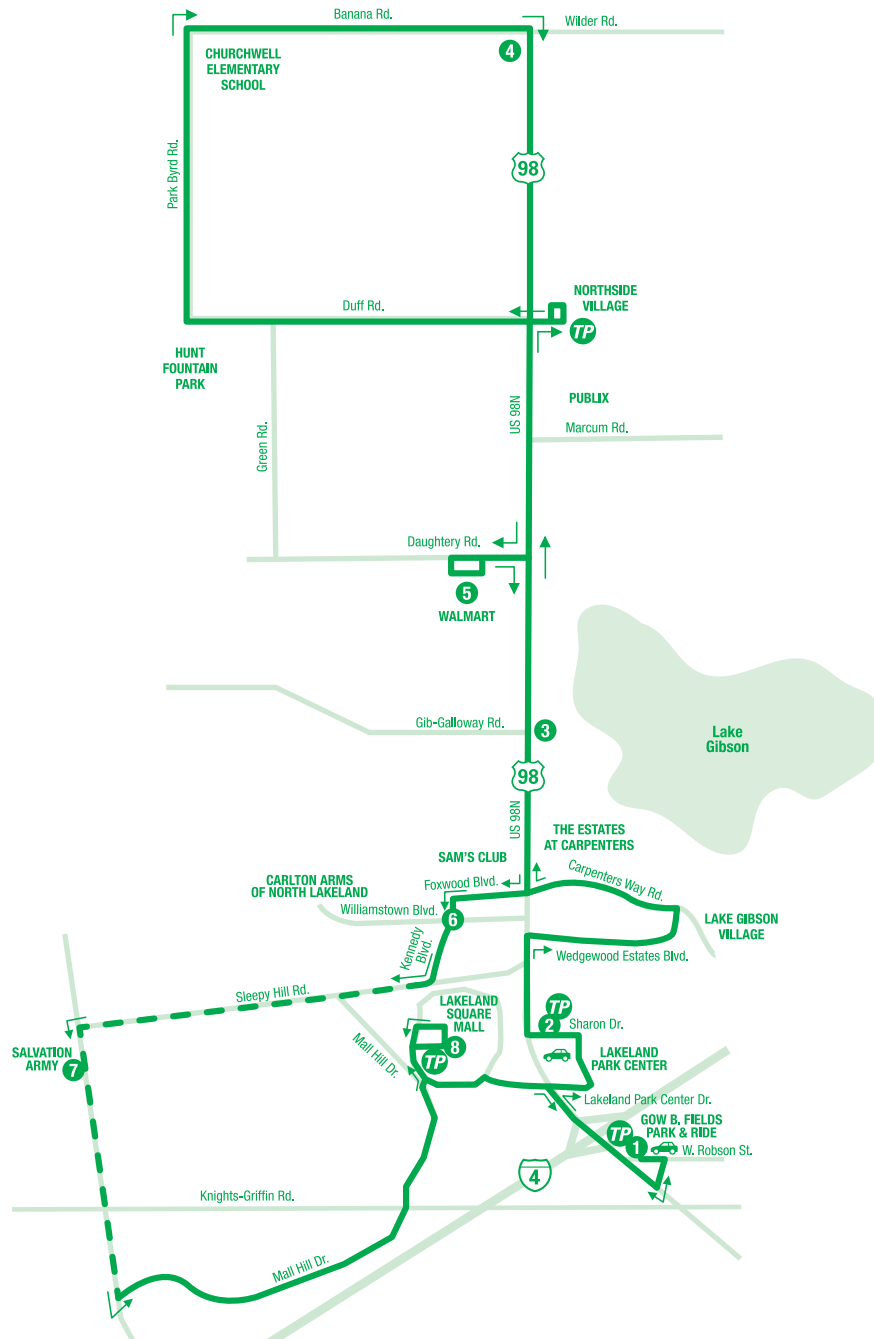 Banana Rd.
Wilder Rd.
4
CHURCHWELL
ELEMENTARY
SCHOOL
Park Byrd Rd.
98
NORTHSIDE
VILLAGE
Duff Rd.
TP
HUNT
FOUNTAIN
PARK
US 98N
PUBLIX
Marcum Rd.
Green Rd.
Daughtery Rd.
5
WALMART
Gib-Galloway Rd.
3
Lake
Gibson
98
US 98N
THE ESTATES
AT CARPENTERS
SAM'S CLUB
Carpenters Way Rd.
CARLTON ARMS
OF NORTH LAKELAND
Foxwood Blvd.
Williamstown Blvd.
6
LAKE GIBSON
VILLAGE
Kennedy
Blvd.
Wedgewood Estates Blvd.
Sleepy Hill Rd.
LAKELAND
SQUARE
MALL
TP
2
Sharon Dr.
SALVATION
ARMY
7
Mall Hill Dr.
8
TP
LAKELAND
PARK CENTER
Lakeland Park Center Dr.
GOW B. FIELDS
PARK & RIDE
TP
1
W. Robson St.
4
Knights-Griffin Rd.
Mall Hill Dr.